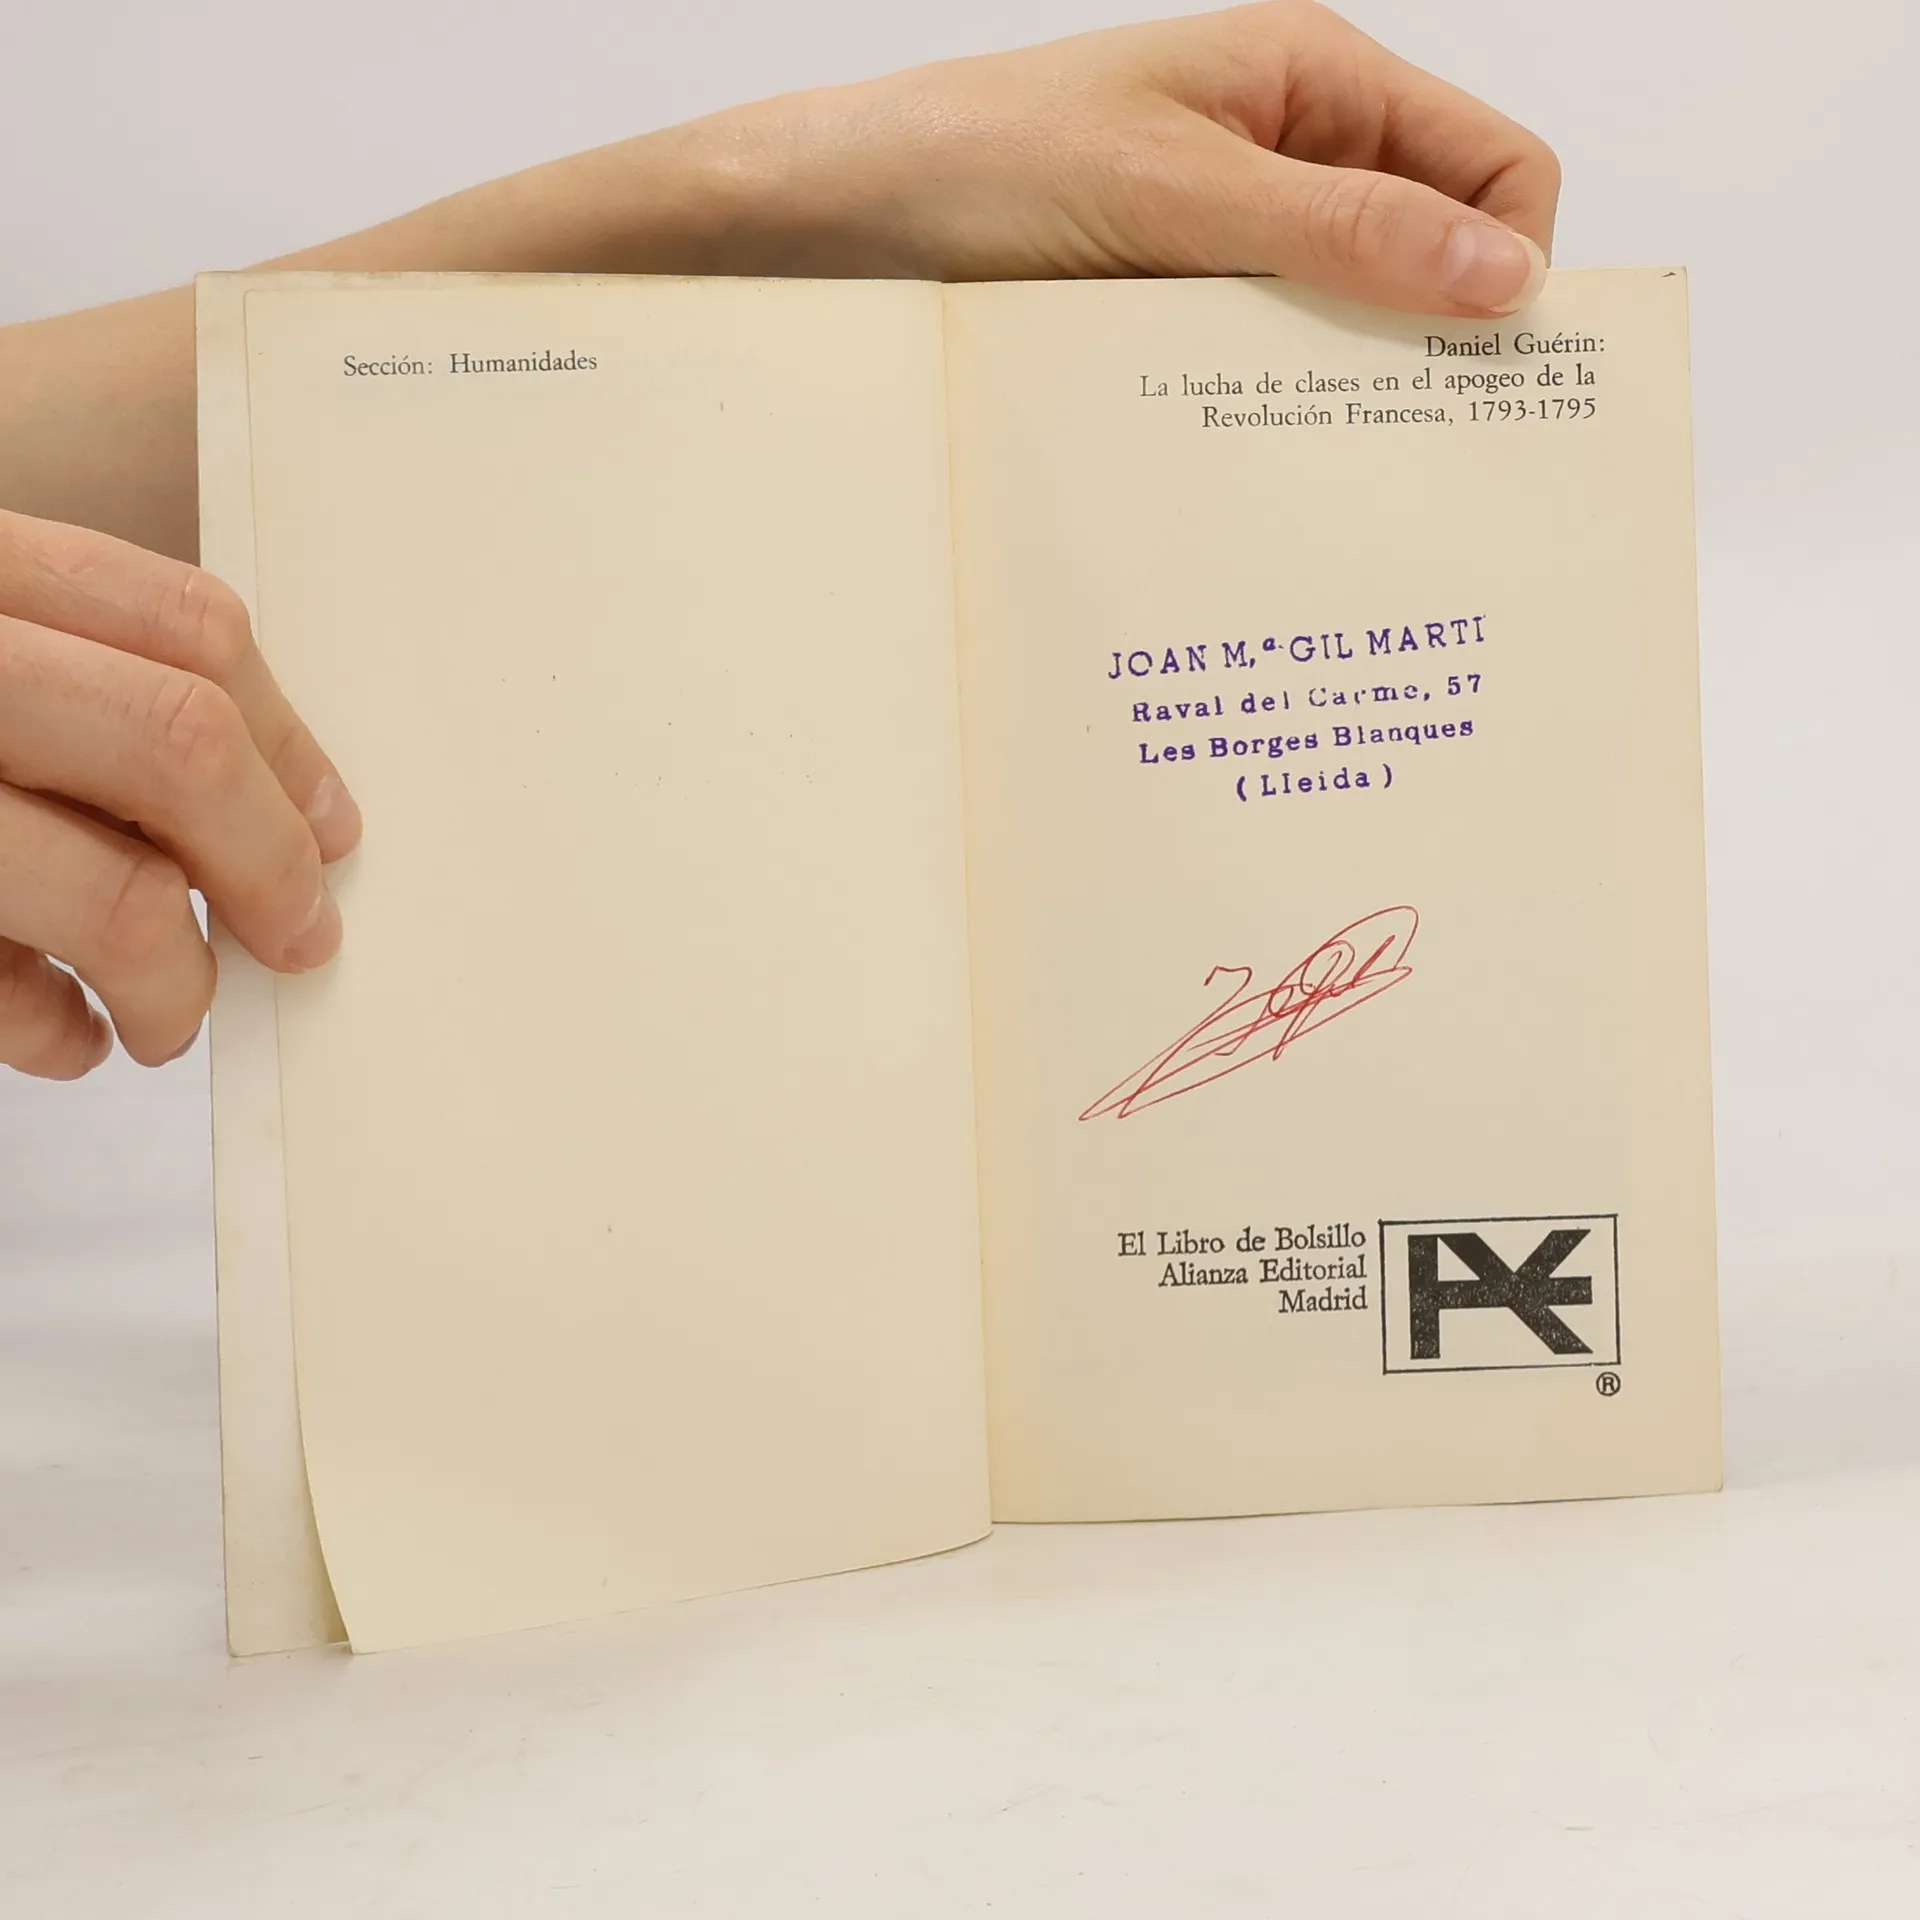 Sección: Humanidades
Daniel Guérin:
La lucha de clases en el apogeo de la
Revolución Francesa, 1793-1795
JOAN M,ª GIL MARTÍ
Raval del Carme, 57
Les Borges Blanques
( Lleida )
El Libro de Bolsillo
Alianza Editorial
Madrid
®